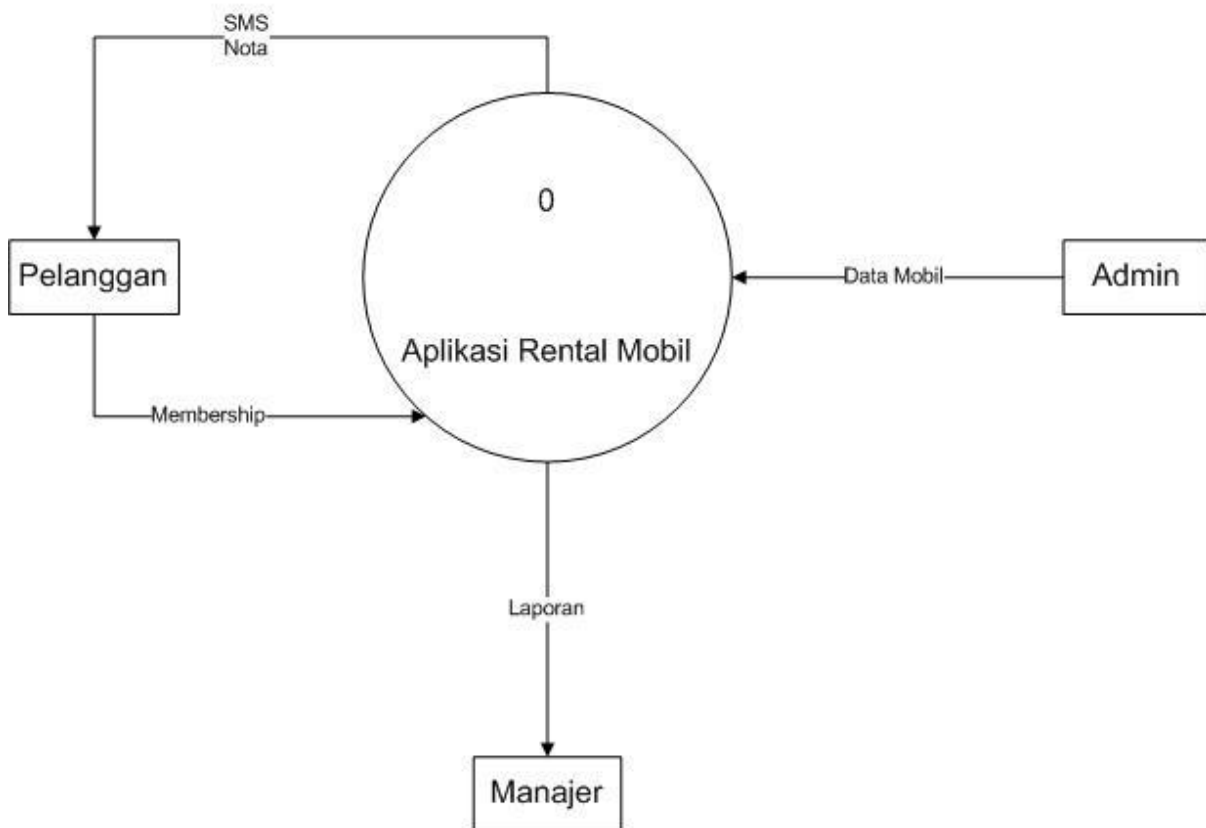 SMS
Nota
0
Pelanggan
Data Mobil
Admin
Aplikasi Rental Mobil
Membership
Laporan
Manajer